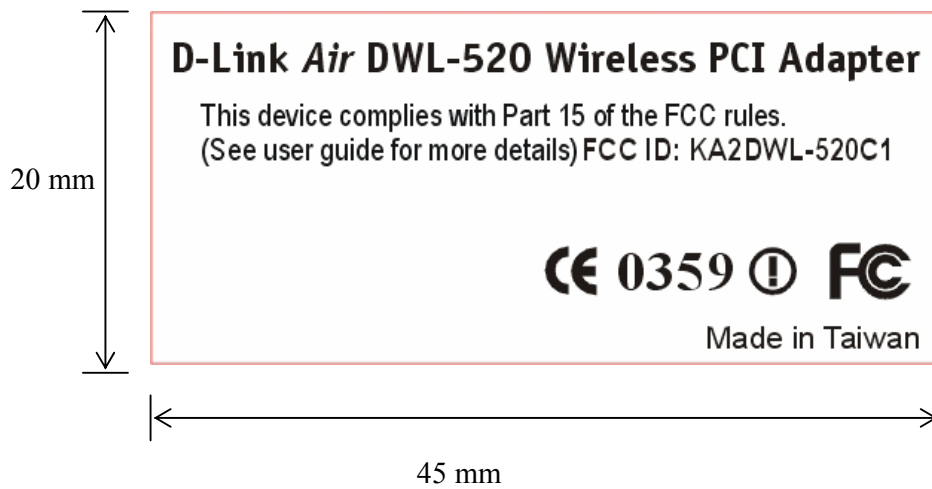 D-Link Air DWL-520 Wireless PCI Adapter
This device complies with Part 15 of the FCC rules.
(See user guide for more details) FCC ID: KA2DWL-520C1
20 mm
CE 0359 FC
Made in Taiwan
45 mm